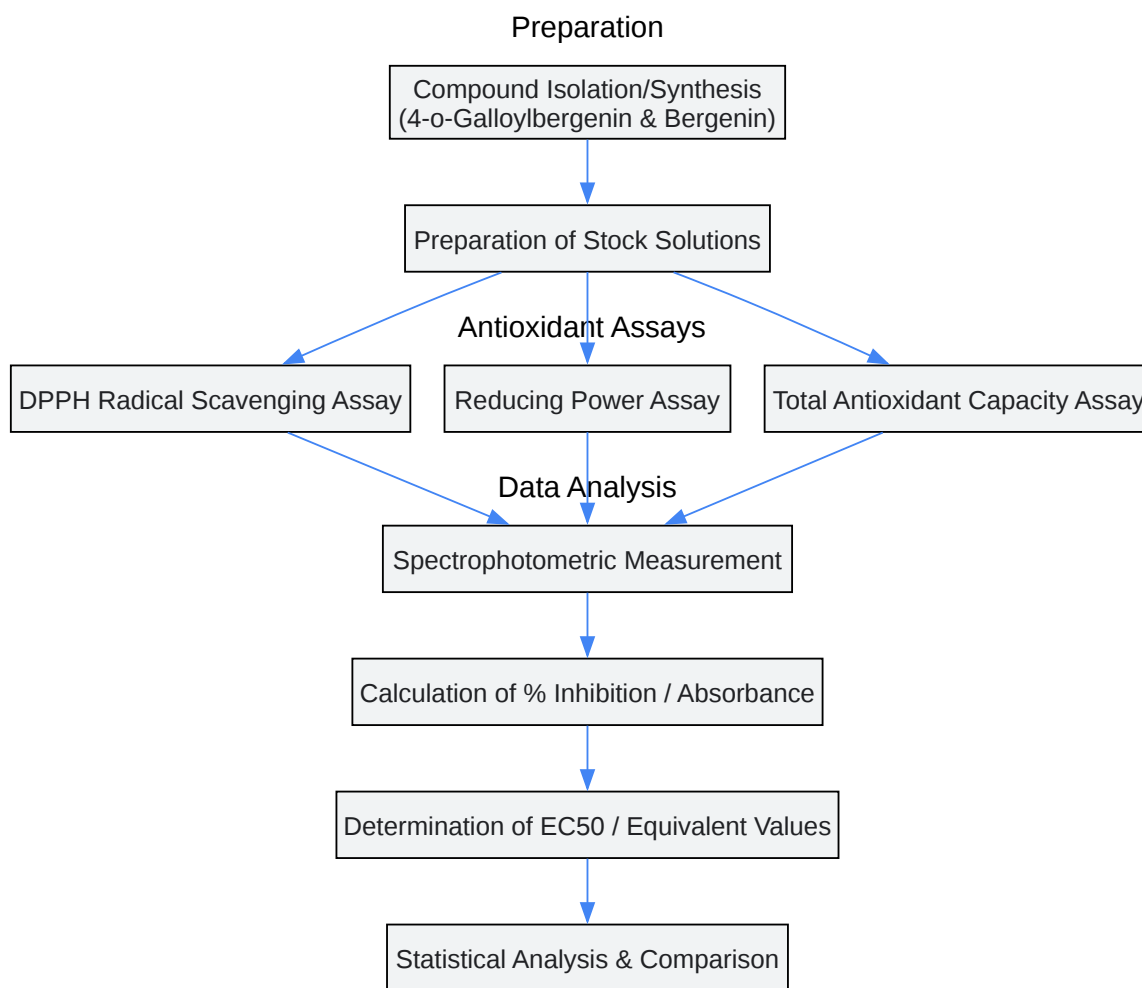 Preparation
Compound Isolation/Synthesis
(4-o-Galloylbergenin & Bergenin)
Preparation of Stock Solutions
Antioxidant Assays
DPPH Radical Scavenging Assay
Reducing Power Assay
Total Antioxidant Capacity Assay
Data Analysis
Spectrophotometric Measurement
Calculation of % Inhibition / Absorbance
Determination of EC50 / Equivalent Values
Statistical Analysis & Comparison